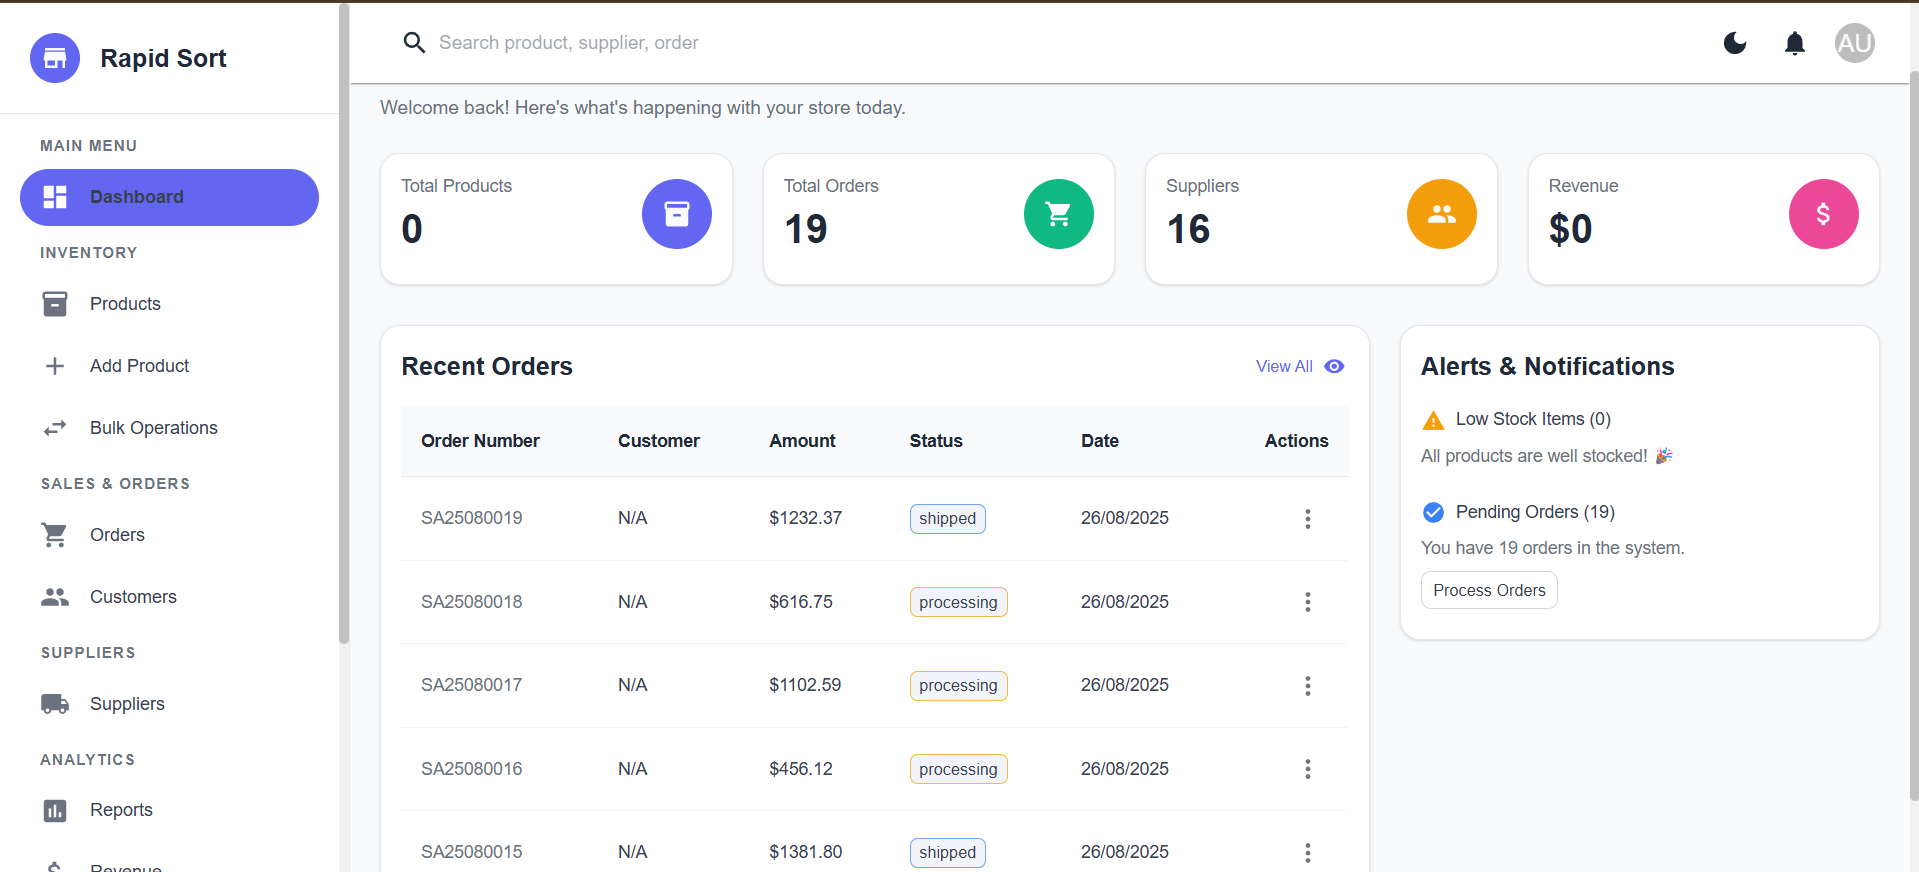 Rapid Sort
MAIN MENU
Dashboard
INVENTORY
Products
Add Product
Bulk Operations
SALES & ORDERS
Orders
Customers
SUPPLIERS
Suppliers
ANALYTICS
Reports
Revenue
Search product, supplier, order
AU
Welcome back! Here's what's happening with your store today.
Total Products
0
Total Orders
19
Suppliers
16
Revenue
$0
Recent Orders
View All
Order Number Customer Amount Status Date Actions
SA25080019 N/A $1232.37 shipped 26/08/2025
SA25080018 N/A $616.75 processing 26/08/2025
SA25080017 N/A $1102.59 processing 26/08/2025
SA25080016 N/A $456.12 processing 26/08/2025
SA25080015 N/A $1381.80 shipped 26/08/2025
Alerts & Notifications
Low Stock Items (0)
All products are well stocked! 🎉
Pending Orders (19)
You have 19 orders in the system.
Process Orders